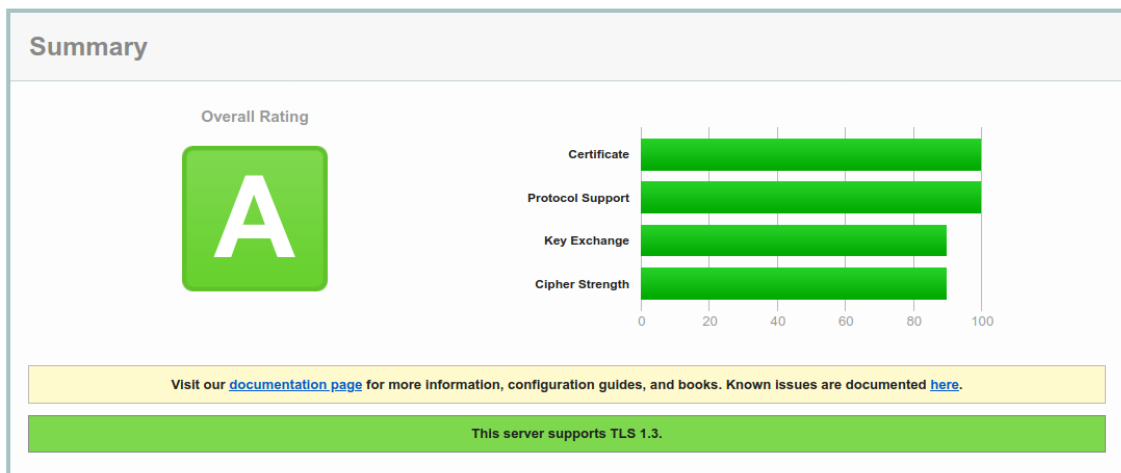 Summary
Overall Rating
A
Certificate
Protocol Support
Key Exchange
Cipher Strength
0 20 40 60 80 100
Visit our documentation page for more information, configuration guides, and books. Known issues are documented here.
This server supports TLS 1.3.